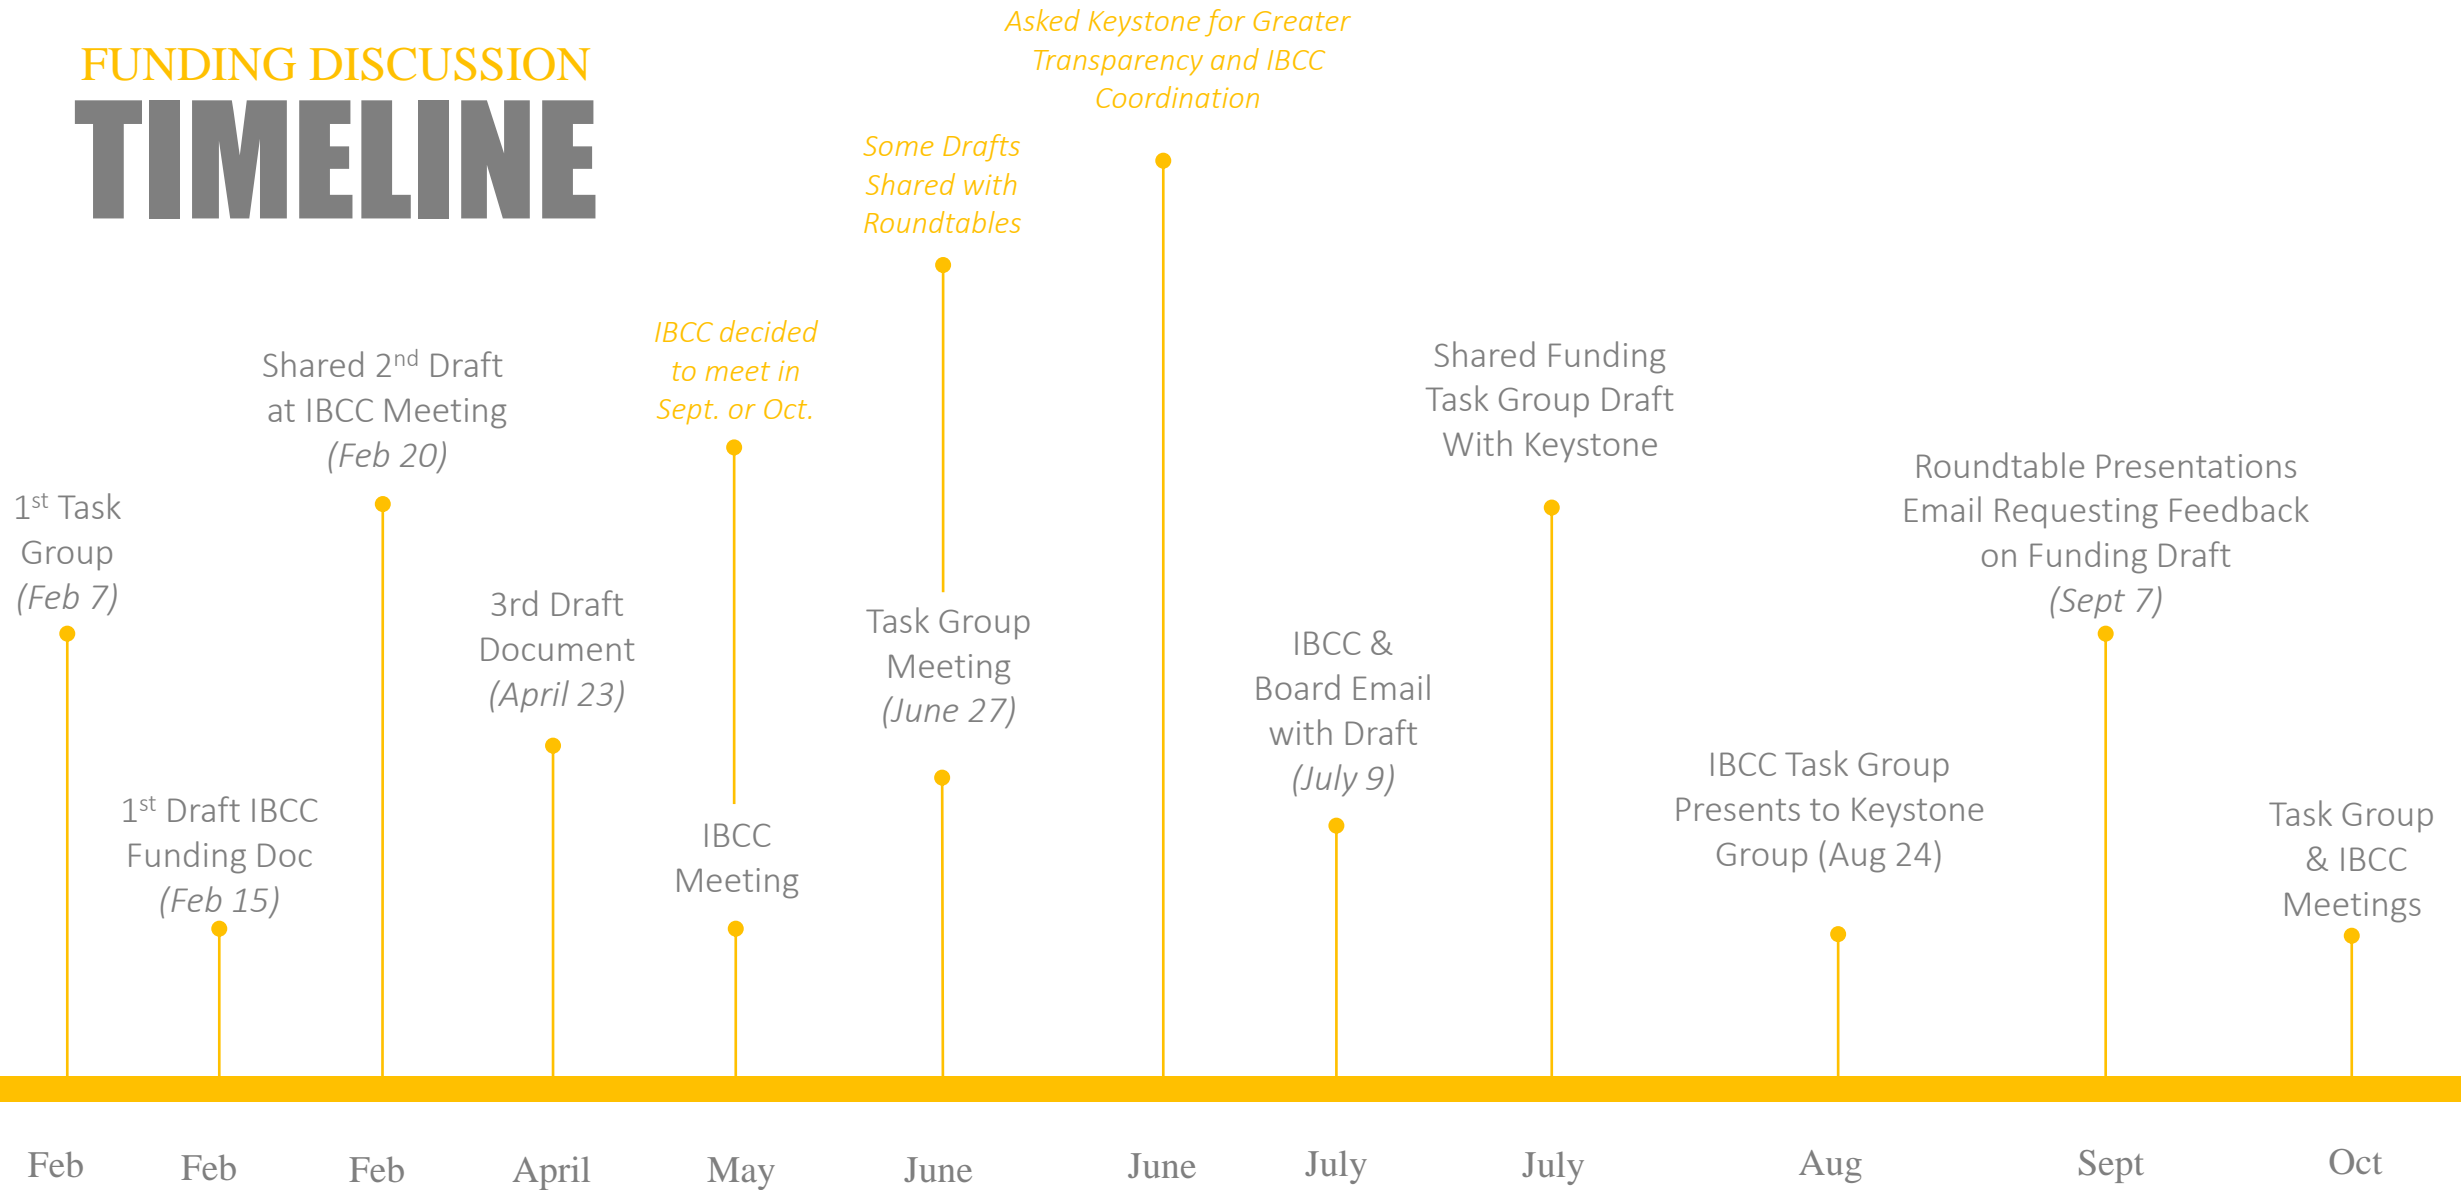 FUNDING DISCUSSION
TIMELINE
1st Task
Group
(Feb 7)
1st Draft IBCC
Funding Doc
(Feb 15)
Shared 2nd Draft
at IBCC Meeting
(Feb 20)
3rd Draft
Document
(April 23)
IBCC decided
to meet in
Sept. or Oct.
IBCC
Meeting
Some Drafts
Shared with
Roundtables
Task Group
Meeting
(June 27)
Asked Keystone for Greater
Transparency and IBCC
Coordination
IBCC &
Board Email
with Draft
(July 9)
Shared Funding
Task Group Draft
With Keystone
IBCC Task Group
Presents to Keystone
Group (Aug 24)
Roundtable Presentations
Email Requesting Feedback
on Funding Draft
(Sept 7)
Task Group
& IBCC
Meetings
Feb
Feb
Feb
April
May
June
June
July
July
Aug
Sept
Oct